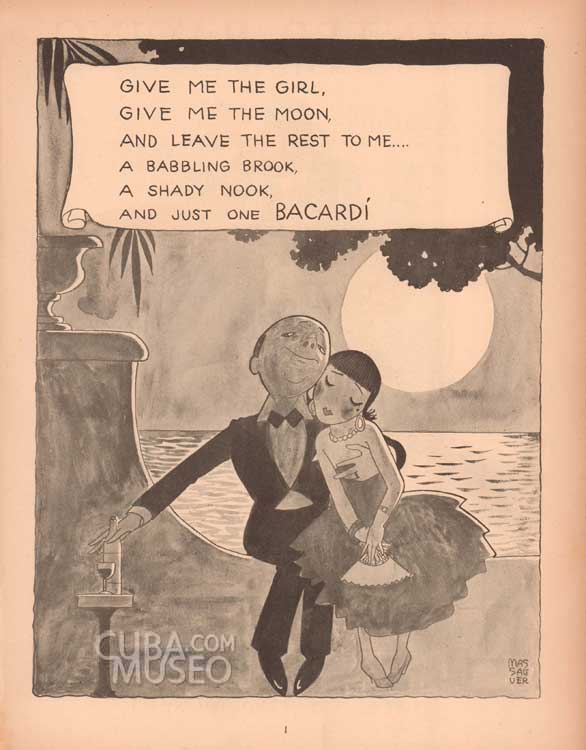 GIVE ME THE GIRL,
GIVE ME THE MOON,
AND LEAVE THE REST TO ME....
A BABBLING BROOK,
A SHADY NOOK,
AND JUST ONE BACARDÍ
CUBA.COM
MUSEO
MAS
SAG
UER
1